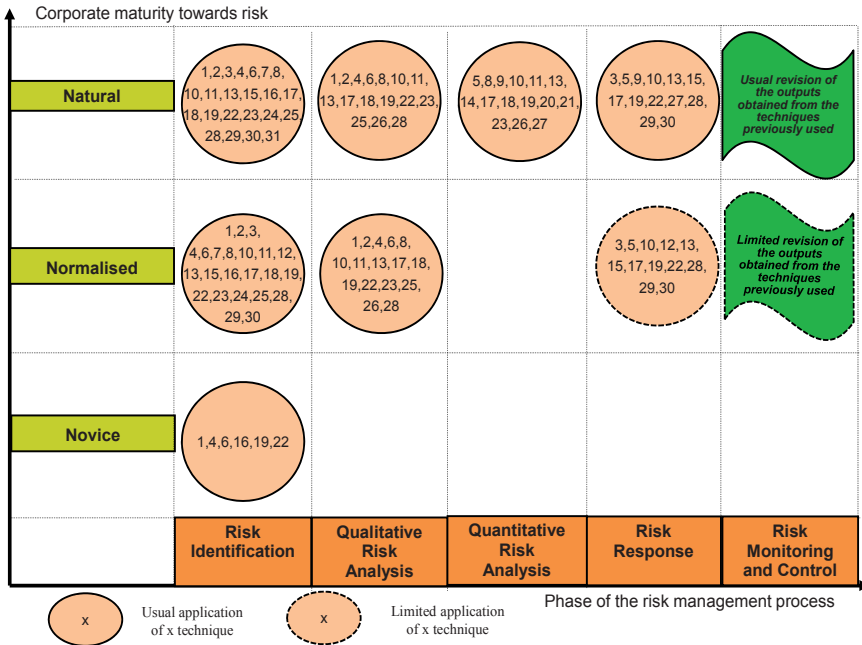 Corporate maturity towards risk
Natural
1,2,3,4,6,7,8,
10,11,13,15,16,17,
18,19,22,23,24,25,
28,29,30,31
1,2,4,6,8,10,11,
13,17,18,19,22,23,
25,26,28
5,8,9,10,11,13,
14,17,18,19,20,21,
23,26,27
3,5,9,10,13,15,
17,19,22,27,28,
29,30
Usual revision of
the outputs
obtained from the
techniques
previously used
Normalised
1,2,3,
4,6,7,8,10,11,12,
13,15,16,17,18,19,
22,23,24,25,28,
29,30
1,2,4,6,8,
10,11,13,17,18,
19,22,23,25,
26,28
3,5,10,12,13,
15,17,19,22,28,
29,30
Limited revision of
the outputs
obtained from the
techniques
previously used
Novice
1,4,6,16,19,22
Risk
Identification
Qualitative
Risk
Analysis
Quantitative
Risk
Analysis
Risk
Response
Risk
Monitoring
and Control
Phase of the risk management process
x
Usual application
of x technique
x
Limited application
of x technique